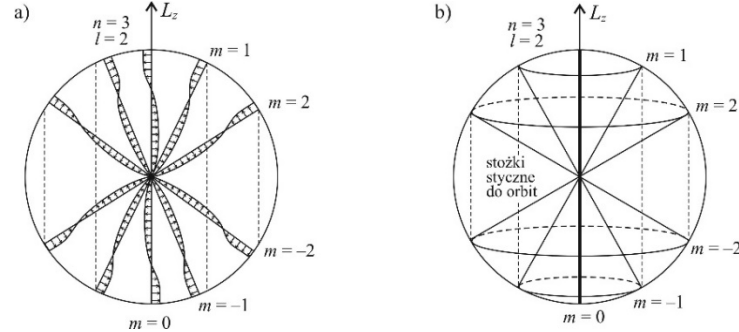 a)
n = 3
l = 2
L_z
m = 1
m = 2
m = −2
m = −1
m = 0
b)
n = 3
l = 2
L_z
m = 1
m = 2
stożki
styczne
do orbit
m = −2
m = −1
m = 0